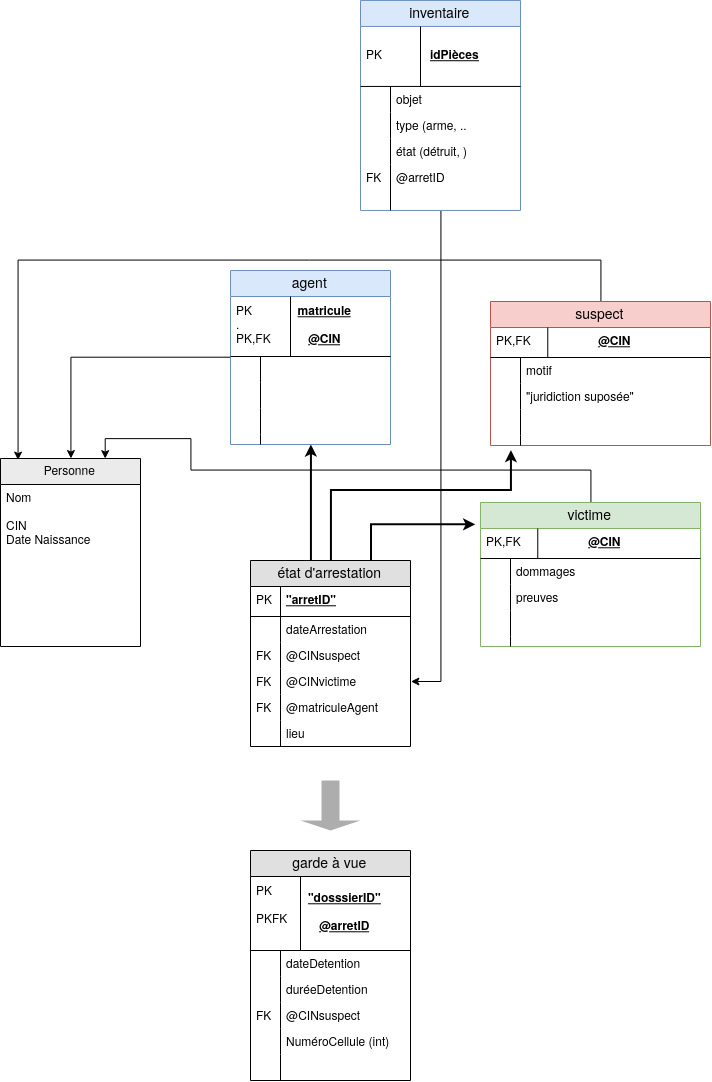 inventaire
PK
idPièces
objet
type (arme, ..
état (détruit, )
FK
@arretID
agent
PK
matricule
.
PK,FK
@CIN
suspect
PK,FK
@CIN
motif
"juridiction suposée"
Personne
Nom
CIN
Date Naissance
victime
PK,FK
@CIN
dommages
preuves
état d'arrestation
PK
"arretID"
dateArrestation
FK
@CINsuspect
FK
@CINvictime
FK
@matriculeAgent
lieu
garde à vue
PK
"dosssierID"
PKFK
@arretID
dateDetention
duréeDetention
FK
@CINsuspect
NuméroCellule (int)